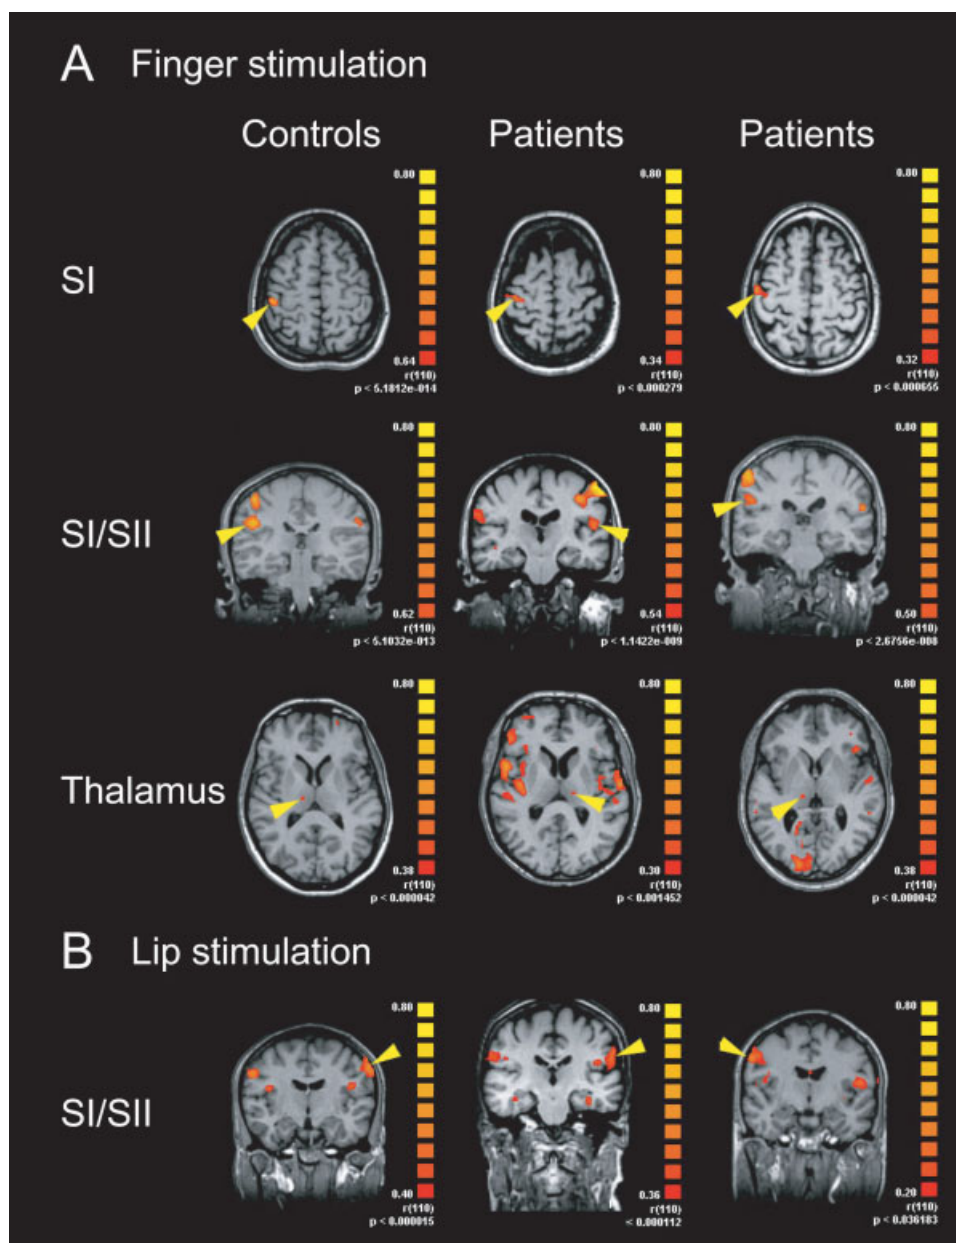 A Finger stimulation
Controls Patients Patients
SI
0.80 0.80 0.80
0.64 0.34 0.32
r(110) r(110) r(110)
p < 5.1812e-014 p < 0.000279 p < 0.000655
SI/SII
0.80 0.80 0.80
0.62 0.54 0.50
r(110) r(110) r(110)
p < 1.1422e-009 p < 2.6756e-008
Thalamus
0.80 0.80 0.80
0.38 0.30 0.38
r(110) r(110) r(110)
p < 0.000042 p < 0.001452 p < 0.000042
B Lip stimulation
SI/SII
0.80 0.80 0.80
0.40 0.36 0.20
r(110) r(110) r(110)
p < 0.000015 < 0.000112 p < 0.036183